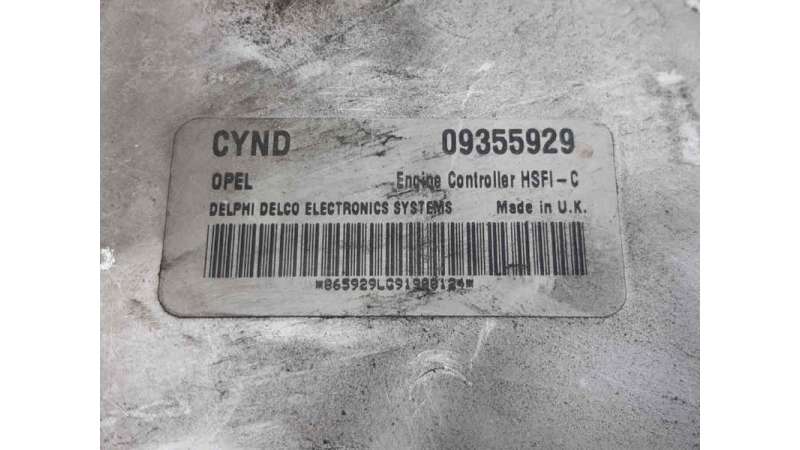 CYND 09355929
OPEL Engine Controller HSFI-C
DELPHI DELCO ELECTRONICS SYSTEMS Made in U.K.